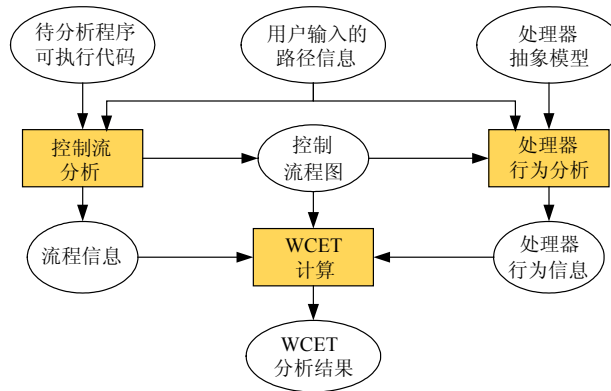 待分析程序
可执行代码
用户输入的
路径信息
处理器
抽象模型
控制流
分析
控制
流程图
处理器
行为分析
流程信息
WCET
计算
处理器
行为信息
WCET
分析结果